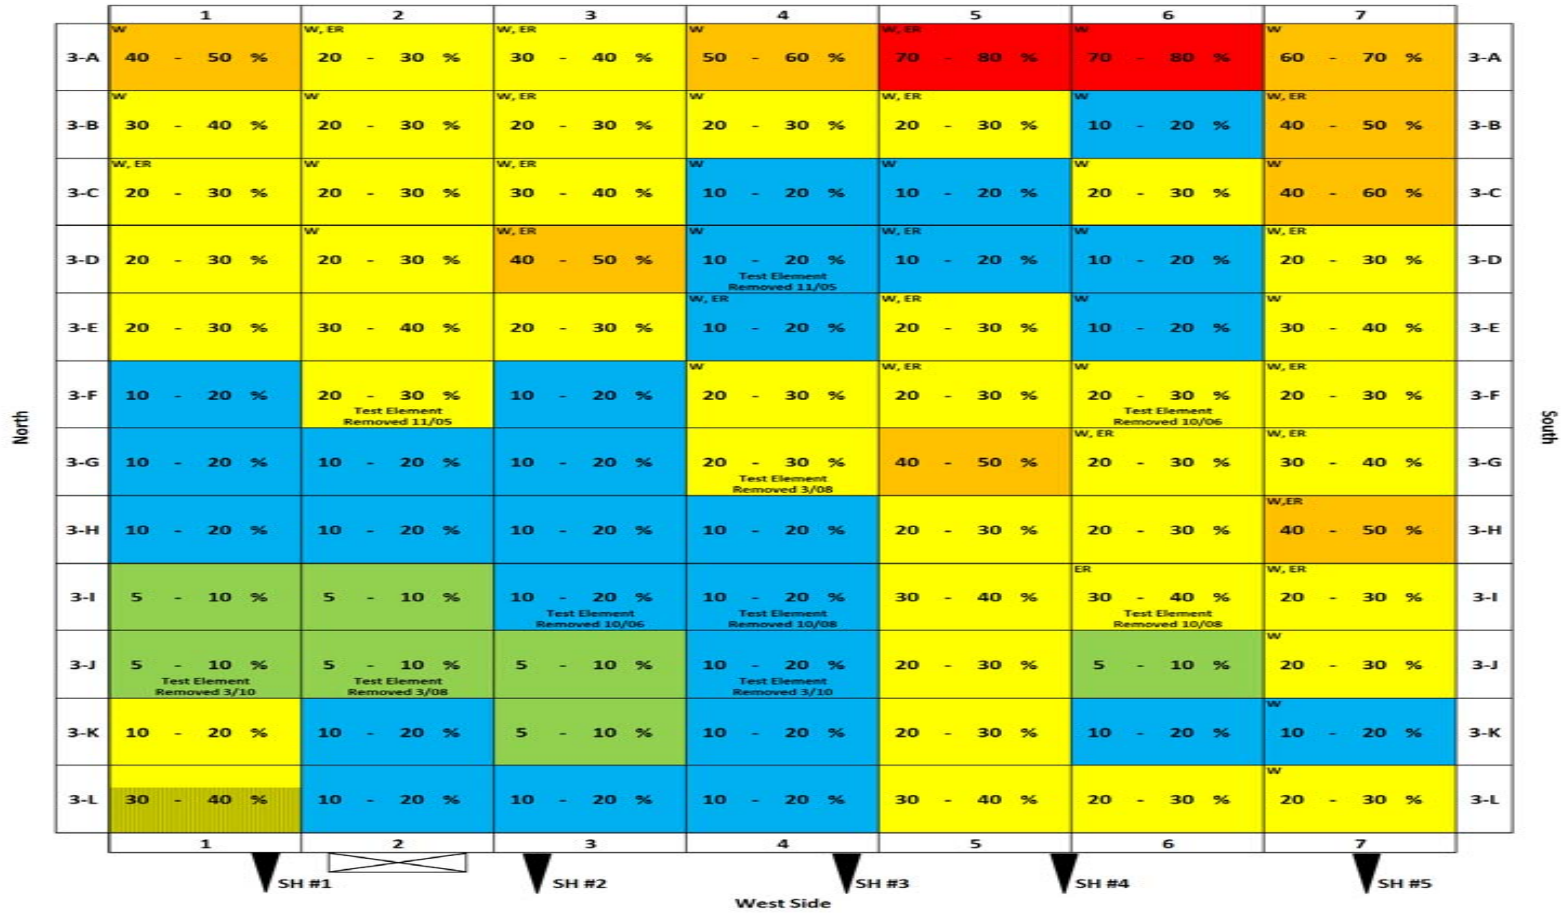 1 2 3 4 5 6 7
W W, ER W, ER W W, ER W W
3-A 40 - 50 % 20 - 30 % 30 - 40 % 50 - 60 % 70 - 80 % 70 - 80 % 60 - 70 % 3-A
W W W, ER W W, ER W W, ER
3-B 30 - 40 % 20 - 30 % 20 - 30 % 20 - 30 % 20 - 30 % 10 - 20 % 40 - 50 % 3-B
W, ER W W, ER W W W
3-C 20 - 30 % 20 - 30 % 30 - 40 % 10 - 20 % 10 - 20 % 20 - 30 % 40 - 60 % 3-C
W W, ER W W, ER W W, ER
3-D 20 - 30 % 20 - 30 % 40 - 50 % 10 - 20 % 10 - 20 % 10 - 20 % 20 - 30 % 3-D
Test Element
Removed 11/05
W, ER W, ER W W
3-E 20 - 30 % 30 - 40 % 20 - 30 % 10 - 20 % 20 - 30 % 10 - 20 % 30 - 40 % 3-E
W W, ER W W, ER
3-F 10 - 20 % 20 - 30 % 10 - 20 % 20 - 30 % 20 - 30 % 20 - 30 % 20 - 30 % 3-F
Test Element Test Element
Removed 11/05 Removed 10/06
North
South
W, ER W, ER
3-G 10 - 20 % 10 - 20 % 10 - 20 % 20 - 30 % 40 - 50 % 20 - 30 % 30 - 40 % 3-G
Test Element
Removed 3/08
W,ER
3-H 10 - 20 % 10 - 20 % 10 - 20 % 10 - 20 % 20 - 30 % 20 - 30 % 40 - 50 % 3-H
ER W, ER
3-I 5 - 10 % 5 - 10 % 10 - 20 % 10 - 20 % 30 - 40 % 30 - 40 % 20 - 30 % 3-I
Test Element Test Element Test Element
Removed 10/06 Removed 10/08 Removed 10/08
W
3-J 5 - 10 % 5 - 10 % 5 - 10 % 10 - 20 % 20 - 30 % 5 - 10 % 20 - 30 % 3-J
Test Element Test Element Test Element
Removed 3/10 Removed 3/08 Removed 3/10
W
3-K 10 - 20 % 10 - 20 % 5 - 10 % 10 - 20 % 20 - 30 % 10 - 20 % 10 - 20 % 3-K
W
3-L 30 - 40 % 10 - 20 % 10 - 20 % 10 - 20 % 30 - 40 % 20 - 30 % 20 - 30 % 3-L
1 2 3 4 5 6 7
SH #1 SH #2 SH #3 SH #4 SH #5
West Side